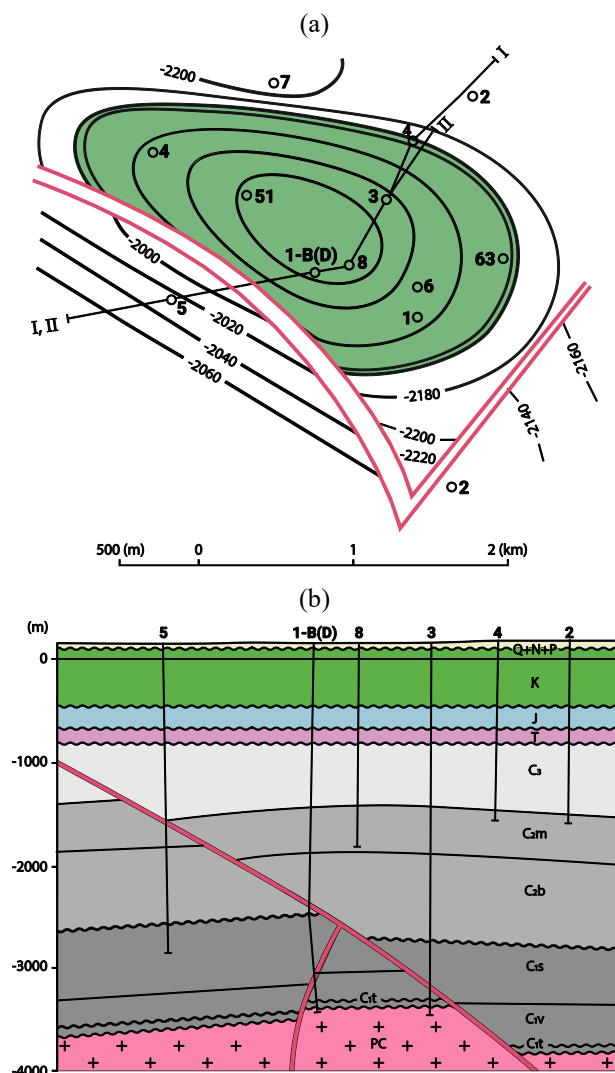 (a)
I
-2200
7
2
4
II
4
51
3
-2000
1-B(D)
8
63
6
5
1
I, II
-2020
-2040
-2060
-2160
-2180
-2140
-2200
-2220
2
500 (m) 0 1 2 (km)
(b)
(m) 5 1-B(D) 8 3 4 2
Q+N+P
0
K
J
T
-1000
C₃
C₂m
-2000
C₂b
-3000
C₁s
C₁t
C₁v
PC
C₁t
-4000